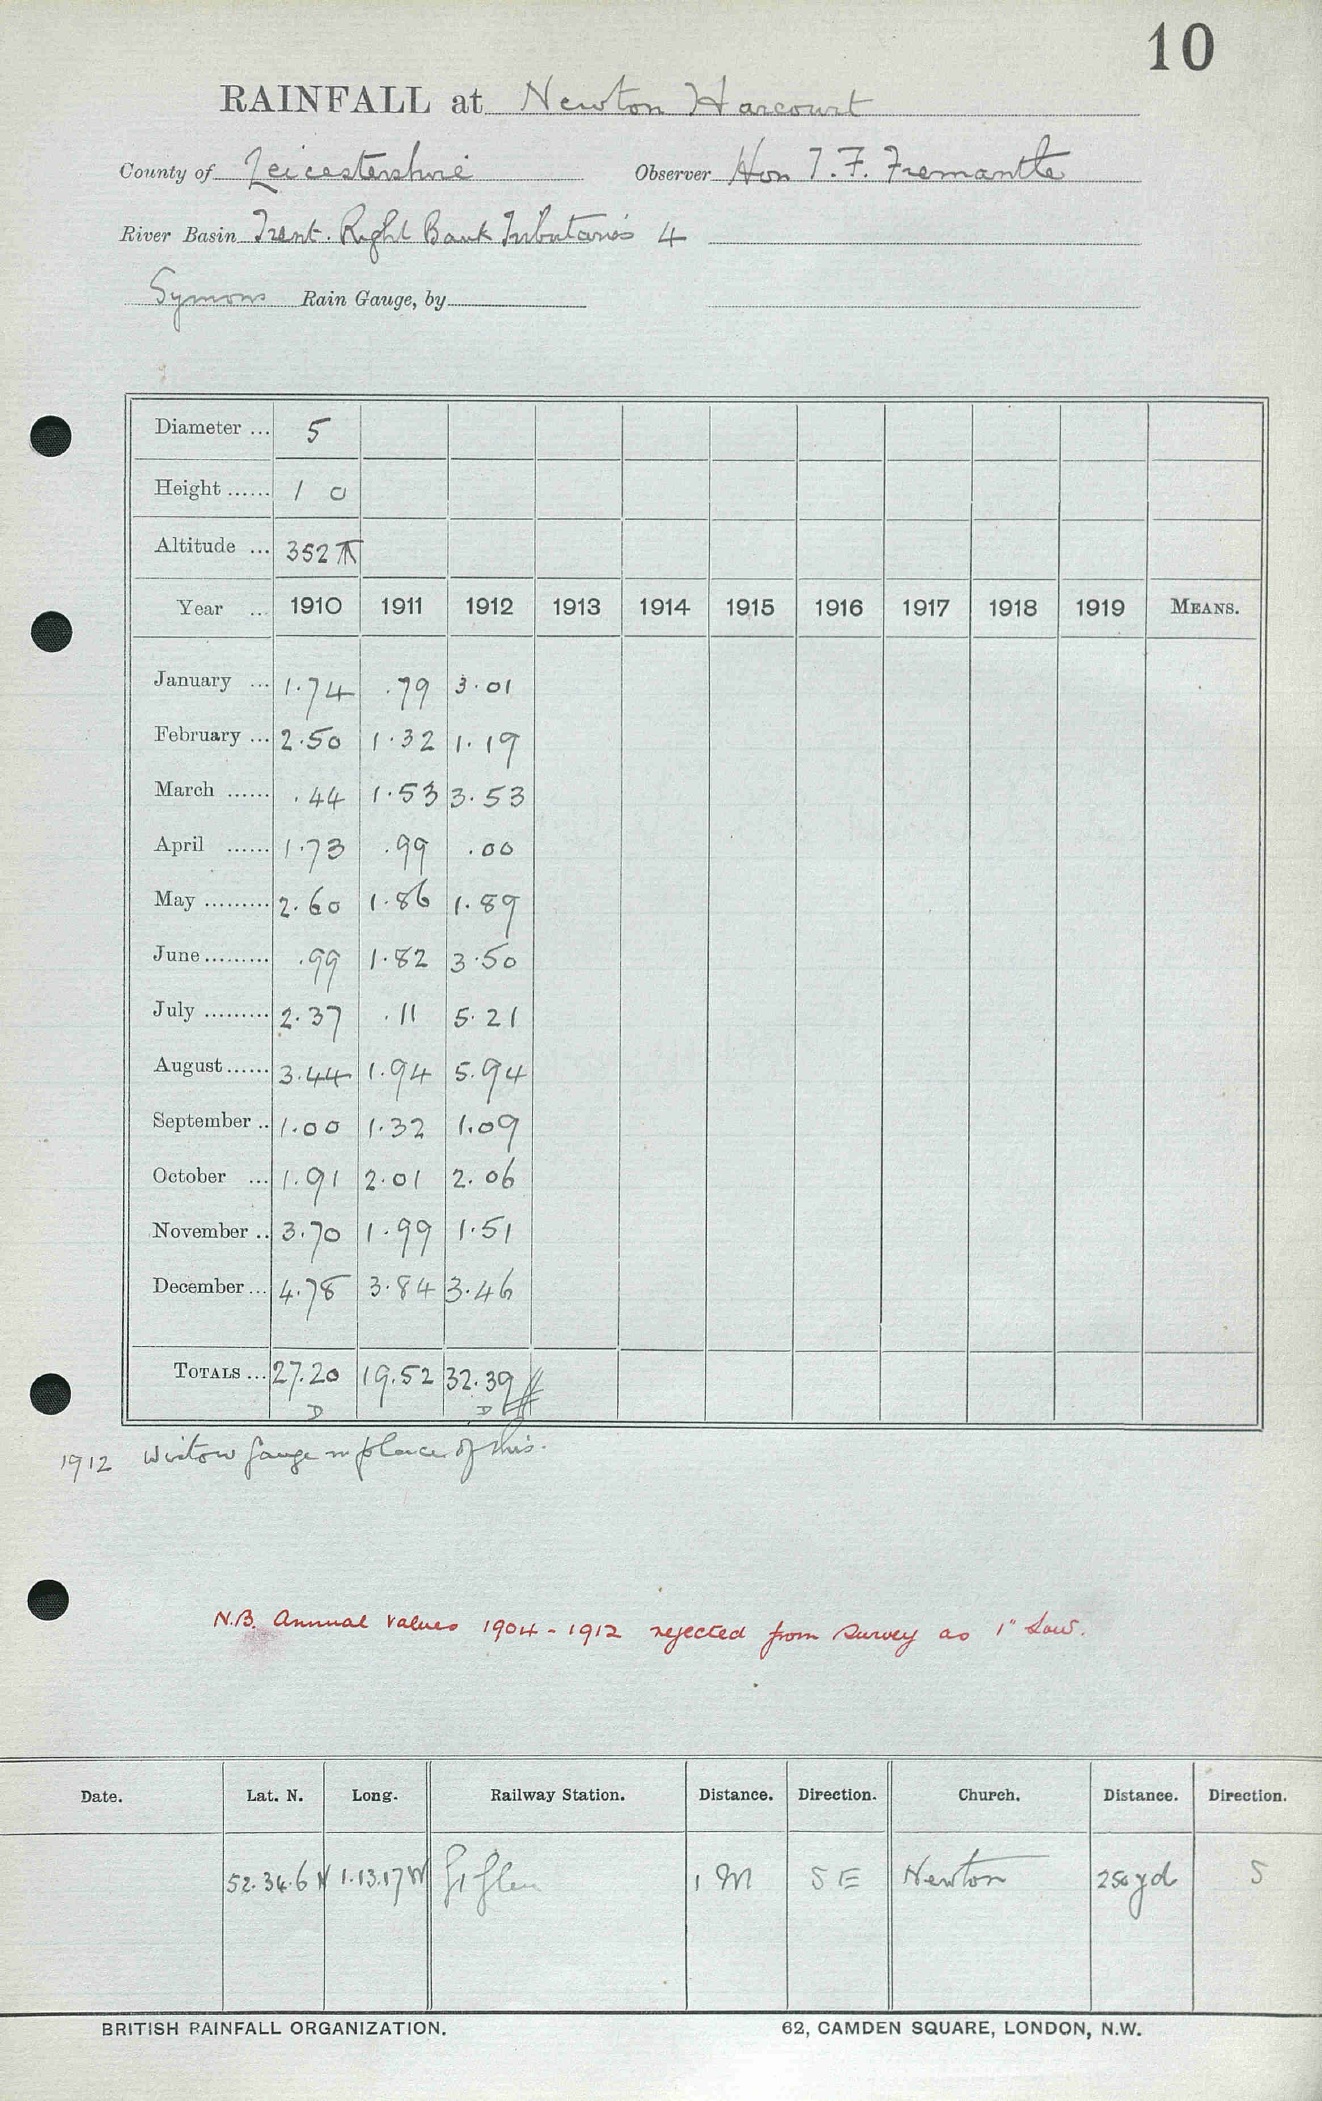 10
RAINFALL at Newton Harcourt
County of Leicestershire Observer Hon T. F. Fremantle
River Basin Trent. Right Bank Tributaries 4
Symons Rain Gauge, by
Diameter ... 5
Height ...... 1 0
Altitude ... 352
Year ... 1910 1911 1912 1913 1914 1915 1916 1917 1918 1919 MEANS.
January ... 1.74 .79 3.01
February ... 2.50 1.32 1.19
March ...... .44 1.53 3.53
April ...... 1.73 .99 .00
May ......... 2.60 1.86 1.89
June ......... .99 1.82 3.50
July ......... 2.37 .11 5.21
August ...... 3.44 1.94 5.94
September .. 1.00 1.32 1.09
October ... 1.91 2.01 2.06
November .. 3.70 1.99 1.51
December ... 4.78 3.84 3.46
TOTALS ... 27.20 19.52 32.39
D D
1912 Wistow gauge in place of this.
N.B. Annual values 1904 - 1912 rejected from survey as 1" low.
Date. Lat. N. Long. Railway Station. Distance. Direction. Church. Distance. Direction.
52.34.6 N 1.13.17 W Gt Glen 1 M SE Newton 250 yd S
BRITISH RAINFALL ORGANIZATION. 62, CAMDEN SQUARE, LONDON, N.W.